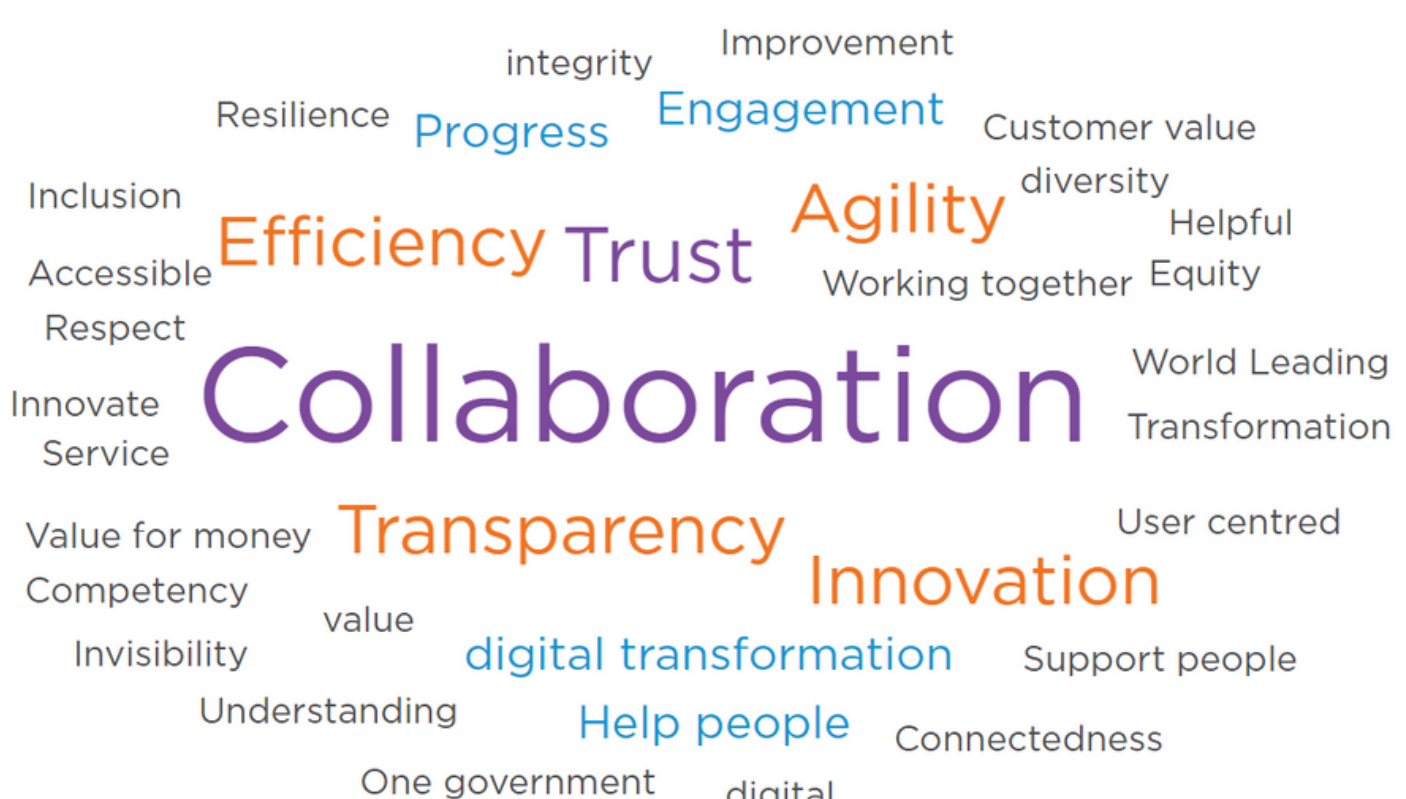 Improvement
integrity
Engagement
Resilience
Progress
Customer value
diversity
Inclusion
Agility
Helpful
Efficiency
Trust
Accessible
Working together
Equity
Respect
Collaboration
World Leading
Innovate
Transformation
Service
Transparency
User centred
Value for money
Innovation
Competency
value
Invisibility
digital transformation
Support people
Understanding
Help people
Connectedness
One government
digital